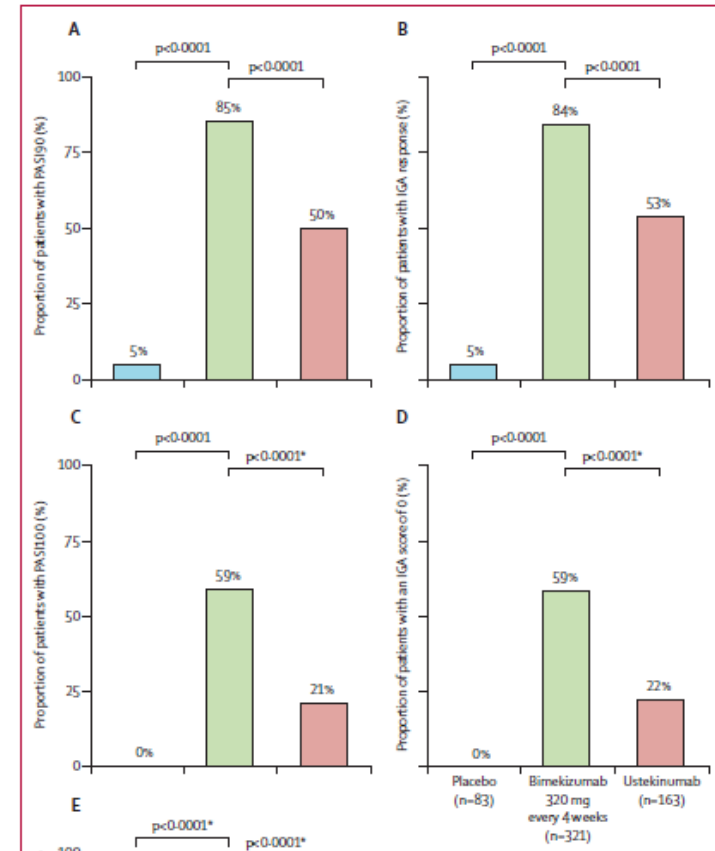 A
p<0·0001
p<0·0001
Proportion of patients with PASI90 (%)
100
75
50
25
0
5%
85%
50%
B
p<0·0001
p<0·0001
Proportion of patients with IGA response (%)
5%
84%
53%
C
p<0·0001
p<0·0001*
Proportion of patients with PASI100 (%)
100
75
50
25
0
0%
59%
21%
D
p<0·0001
p<0·0001*
Proportion of patients with an IGA score of 0 (%)
0%
59%
22%
Placebo
(n=83)
Bimekizumab
320 mg
every 4 weeks
(n=321)
Ustekinumab
(n=163)
E
p<0·0001*
p<0·0001*
100